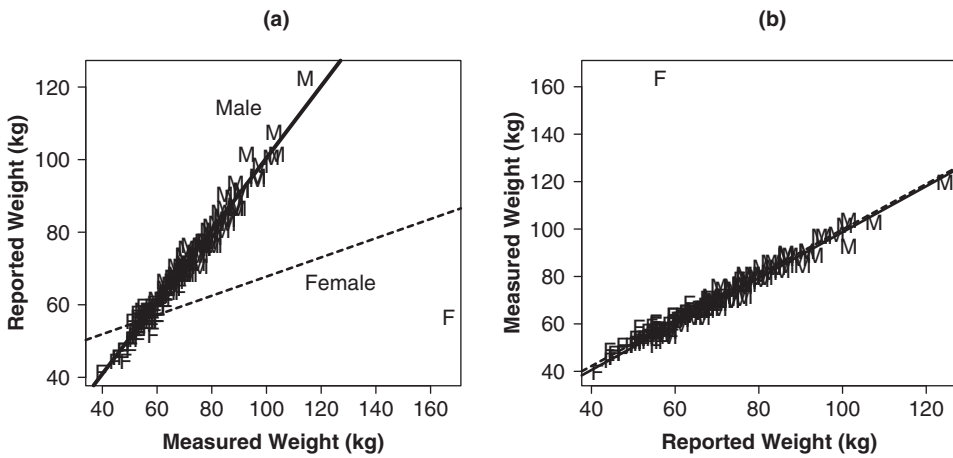 (a)
Reported Weight (kg)
120
100
80
60
40
Male
Female
M
M
M
F
F
40 60 80 100 120 160
Measured Weight (kg)
(b)
Measured Weight (kg)
160
140
120
100
80
60
40
F
M
M
M
F
40 60 80 100 120
Reported Weight (kg)